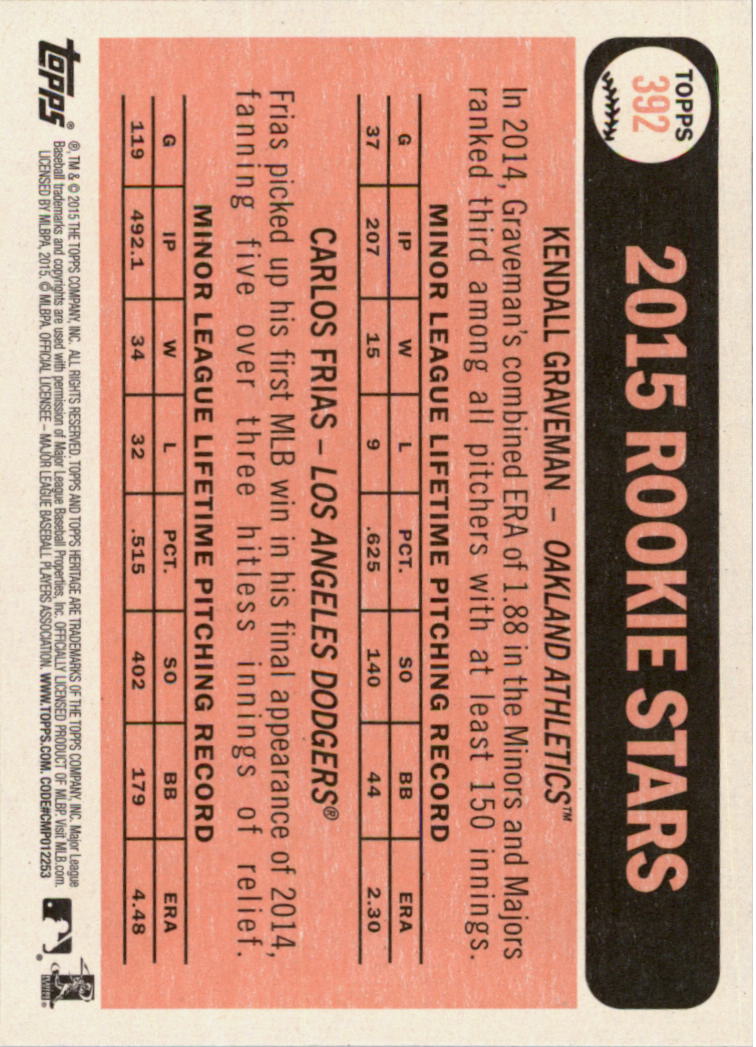 TOPPS
392
2015 ROOKIE STARS
KENDALL GRAVEMAN – OAKLAND ATHLETICS™
In 2014, Graveman's combined ERA of 1.88 in the Minors and Majors
ranked third among all pitchers with at least 150 innings.
MINOR LEAGUE LIFETIME PITCHING RECORD
G IP W L PCT. SO BB ERA
37 207 15 9 .625 140 44 2.30
CARLOS FRIAS – LOS ANGELES DODGERS®
Frias picked up his first MLB win in his final appearance of 2014,
fanning five over three hitless innings of relief.
MINOR LEAGUE LIFETIME PITCHING RECORD
G IP W L PCT. SO BB ERA
119 492.1 34 32 .515 402 179 4.48
Topps®
®, TM & © 2015 THE TOPPS COMPANY, INC. ALL RIGHTS RESERVED. TOPPS AND TOPPS HERITAGE ARE TRADEMARKS OF THE TOPPS COMPANY, INC. Major League
Baseball trademarks and copyrights are used with permission of Major League Baseball Properties, Inc. OFFICIALLY LICENSED PRODUCT OF MLBP. Visit MLB.com.
LICENSED BY MLBPA, 2015. © MLBPA. OFFICIAL LICENSEE – MAJOR LEAGUE BASEBALL PLAYERS ASSOCIATION. WWW.TOPPS.COM. CODE#CMP012253